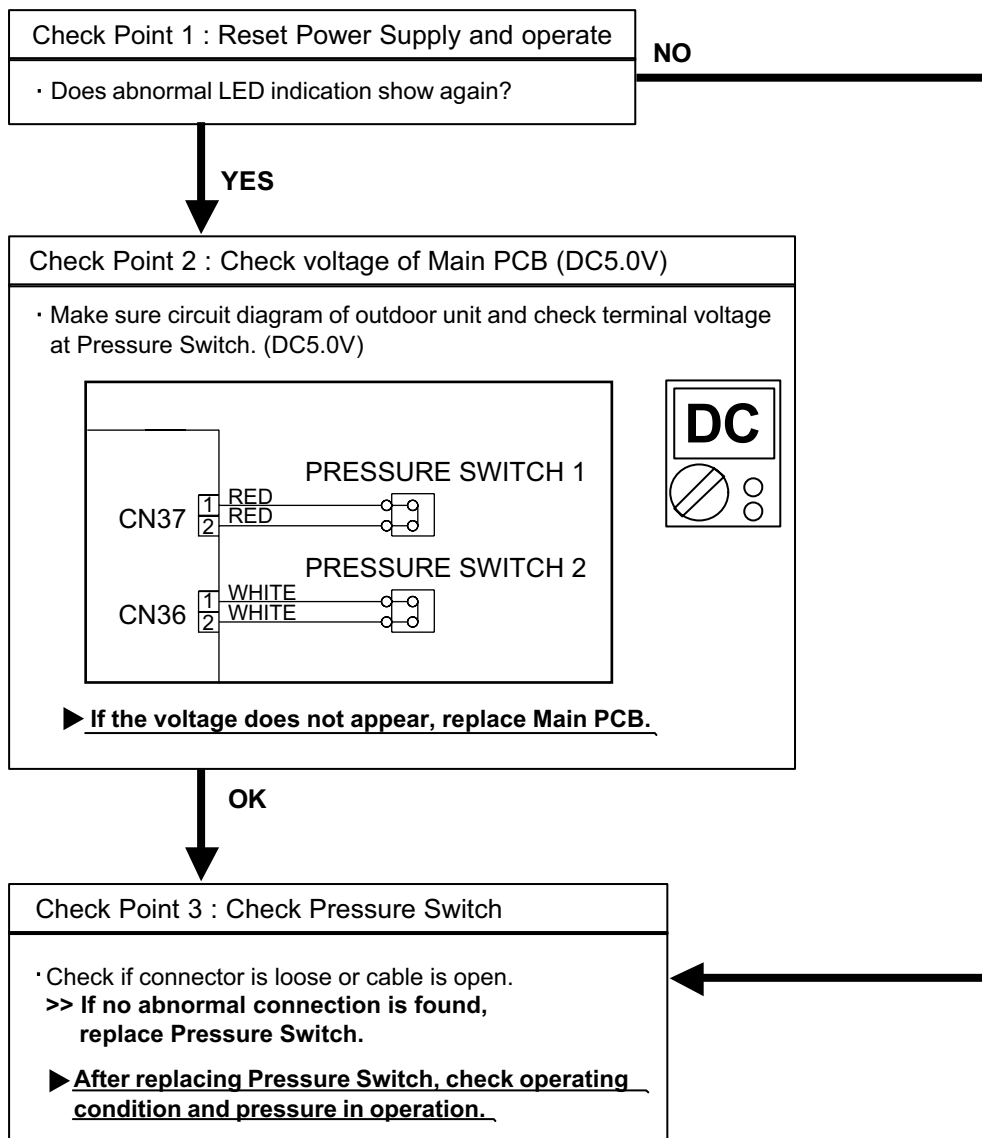 Check Point 1 : Reset Power Supply and operate
NO
· Does abnormal LED indication show again?
YES
Check Point 2 : Check voltage of Main PCB (DC5.0V)
· Make sure circuit diagram of outdoor unit and check terminal voltage
at Pressure Switch. (DC5.0V)
DC
PRESSURE SWITCH 1
CN37
1 RED
2 RED
PRESSURE SWITCH 2
CN36
1 WHITE
2 WHITE
▶ If the voltage does not appear, replace Main PCB.
OK
Check Point 3 : Check Pressure Switch
· Check if connector is loose or cable is open.
>> If no abnormal connection is found,
replace Pressure Switch.
▶ After replacing Pressure Switch, check operating
condition and pressure in operation.